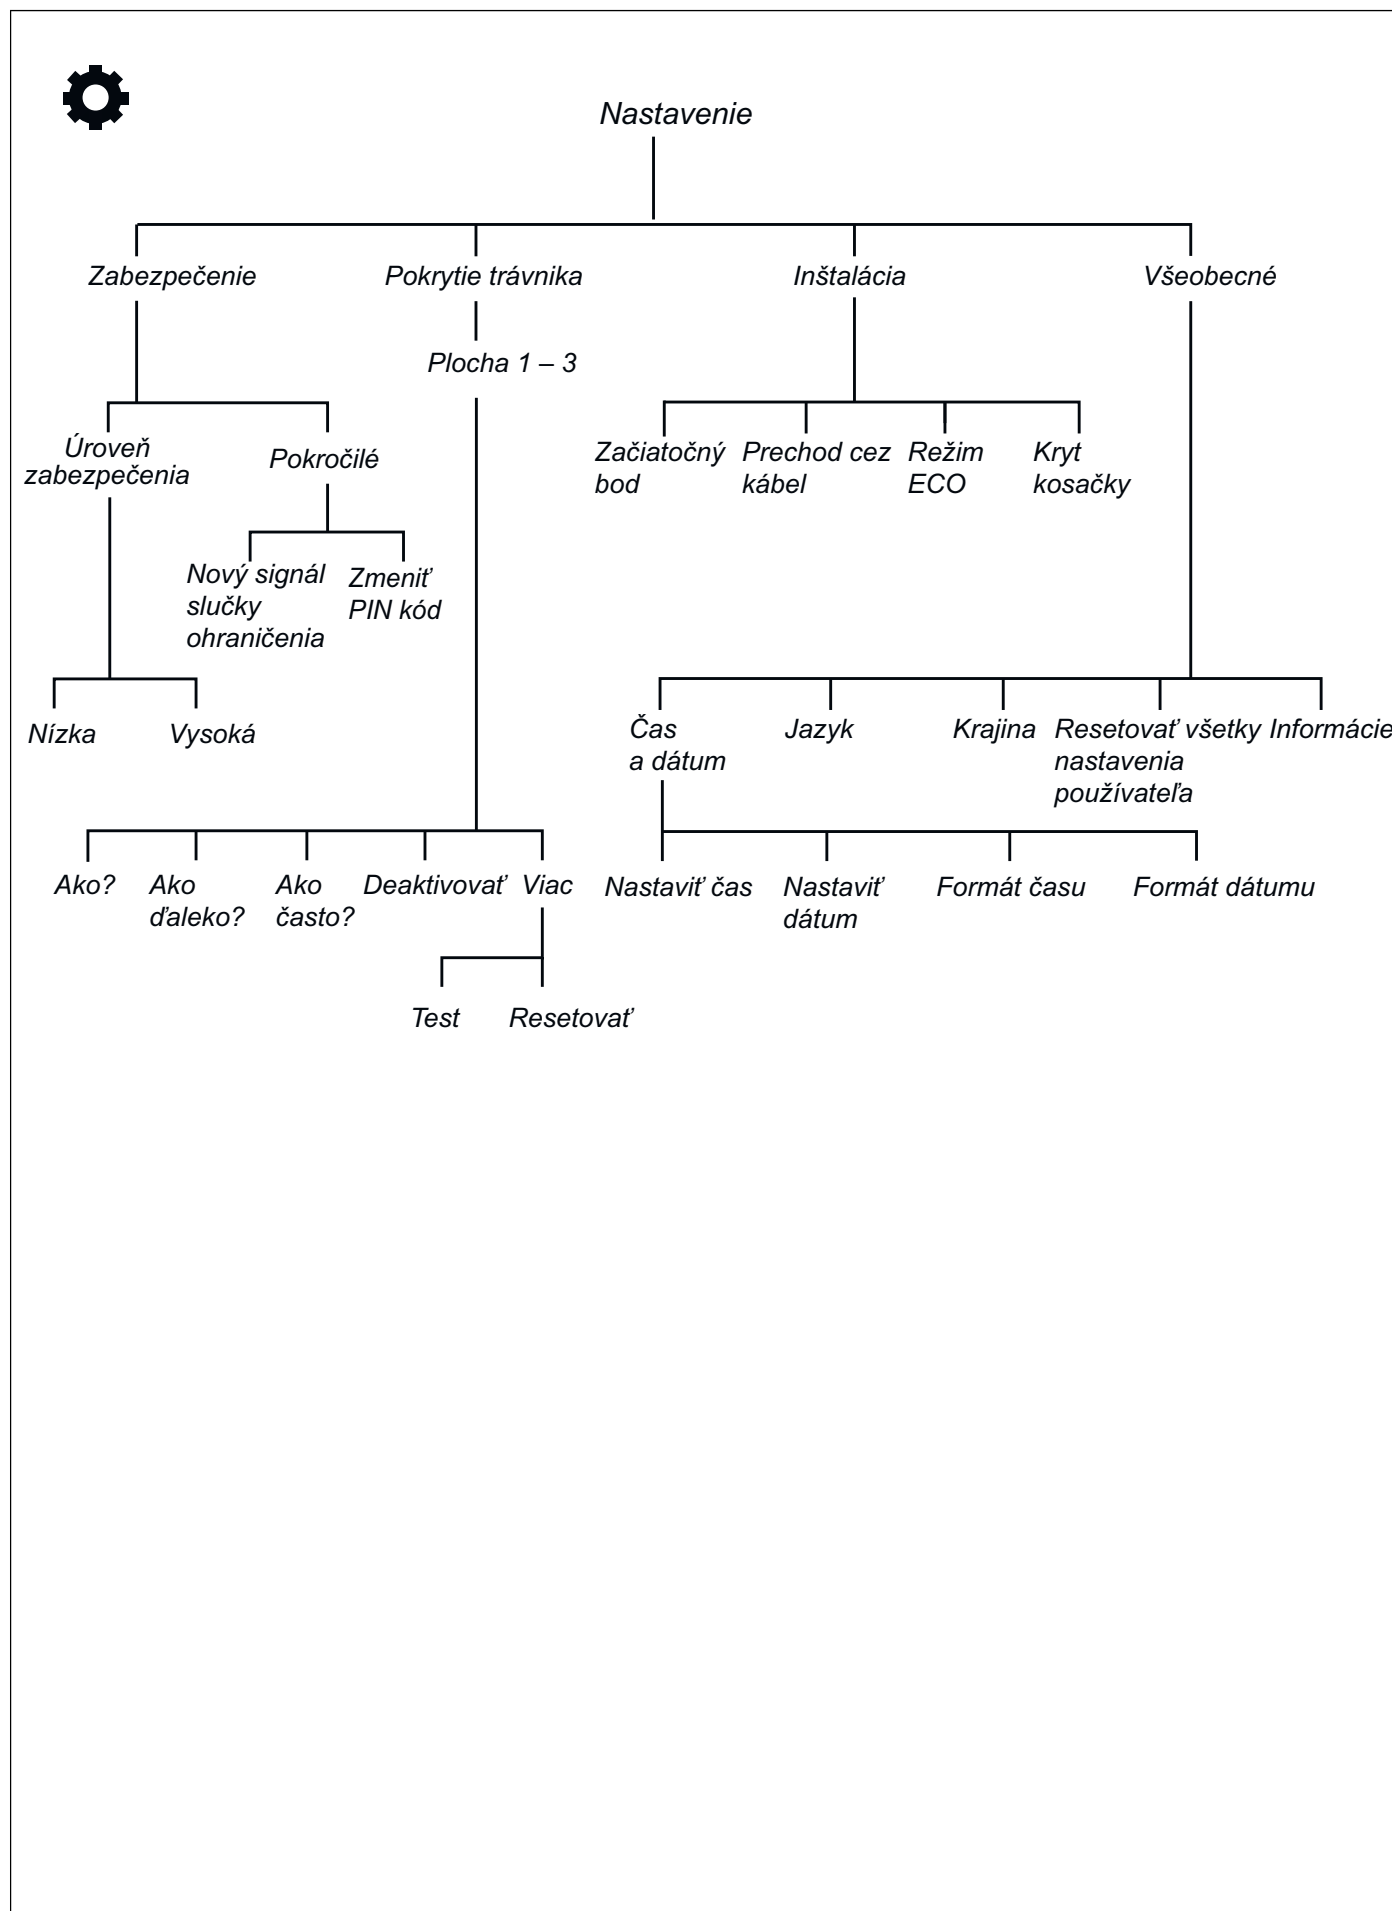 Nastavenie
Zabezpečenie
Pokrytie trávnika
Inštalácia
Všeobecné
Plocha 1 – 3
Úroveň
zabezpečenia
Pokročilé
Začiatočný
bod
Prechod cez
kábel
Režim
ECO
Kryt
kosačky
Nový signál
slučky
ohraničenia
Zmeniť
PIN kód
Nízka
Vysoká
Čas
a dátum
Jazyk
Krajina
Resetovať všetky
nastavenia
používateľa
Informácie
Ako?
Ako
ďaleko?
Ako
často?
Deaktivovať
Viac
Nastaviť čas
Nastaviť
dátum
Formát času
Formát dátumu
Test
Resetovať